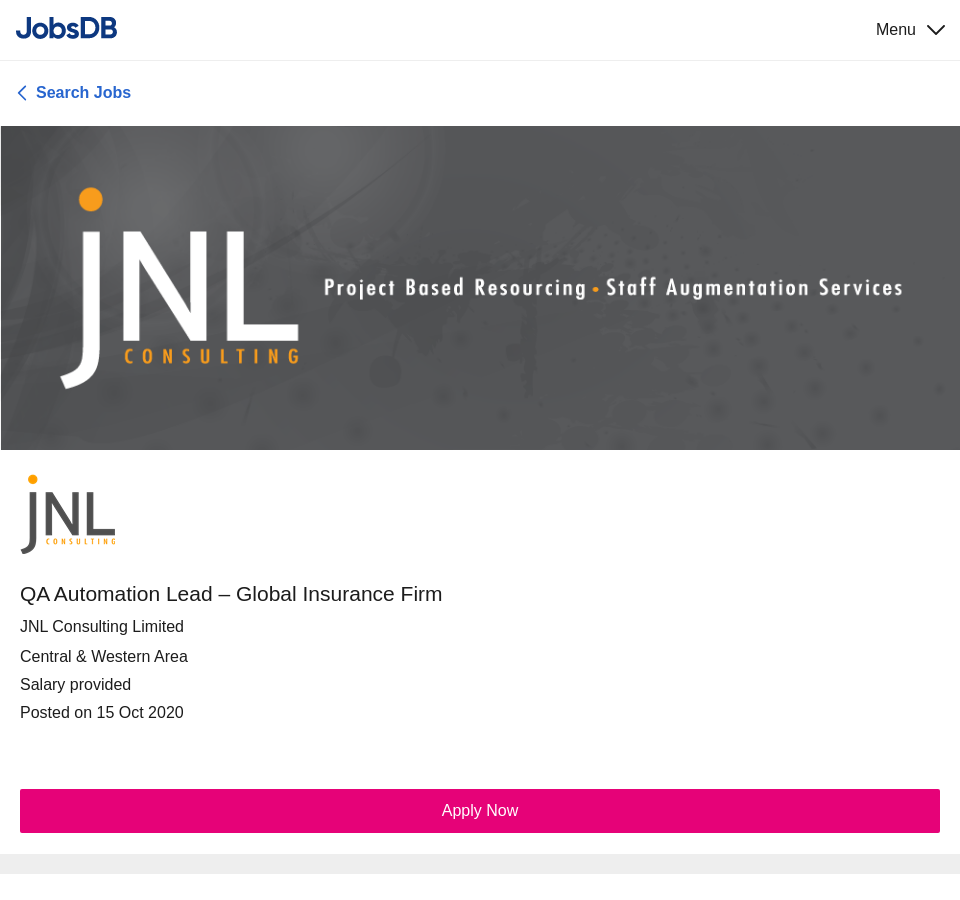 JobsDB
Menu
Search Jobs
jNL
CONSULTING
Project Based Resourcing • Staff Augmentation Services
jNL
CONSULTING
QA Automation Lead – Global Insurance Firm
JNL Consulting Limited
Central & Western Area
Salary provided
Posted on 15 Oct 2020
Apply Now